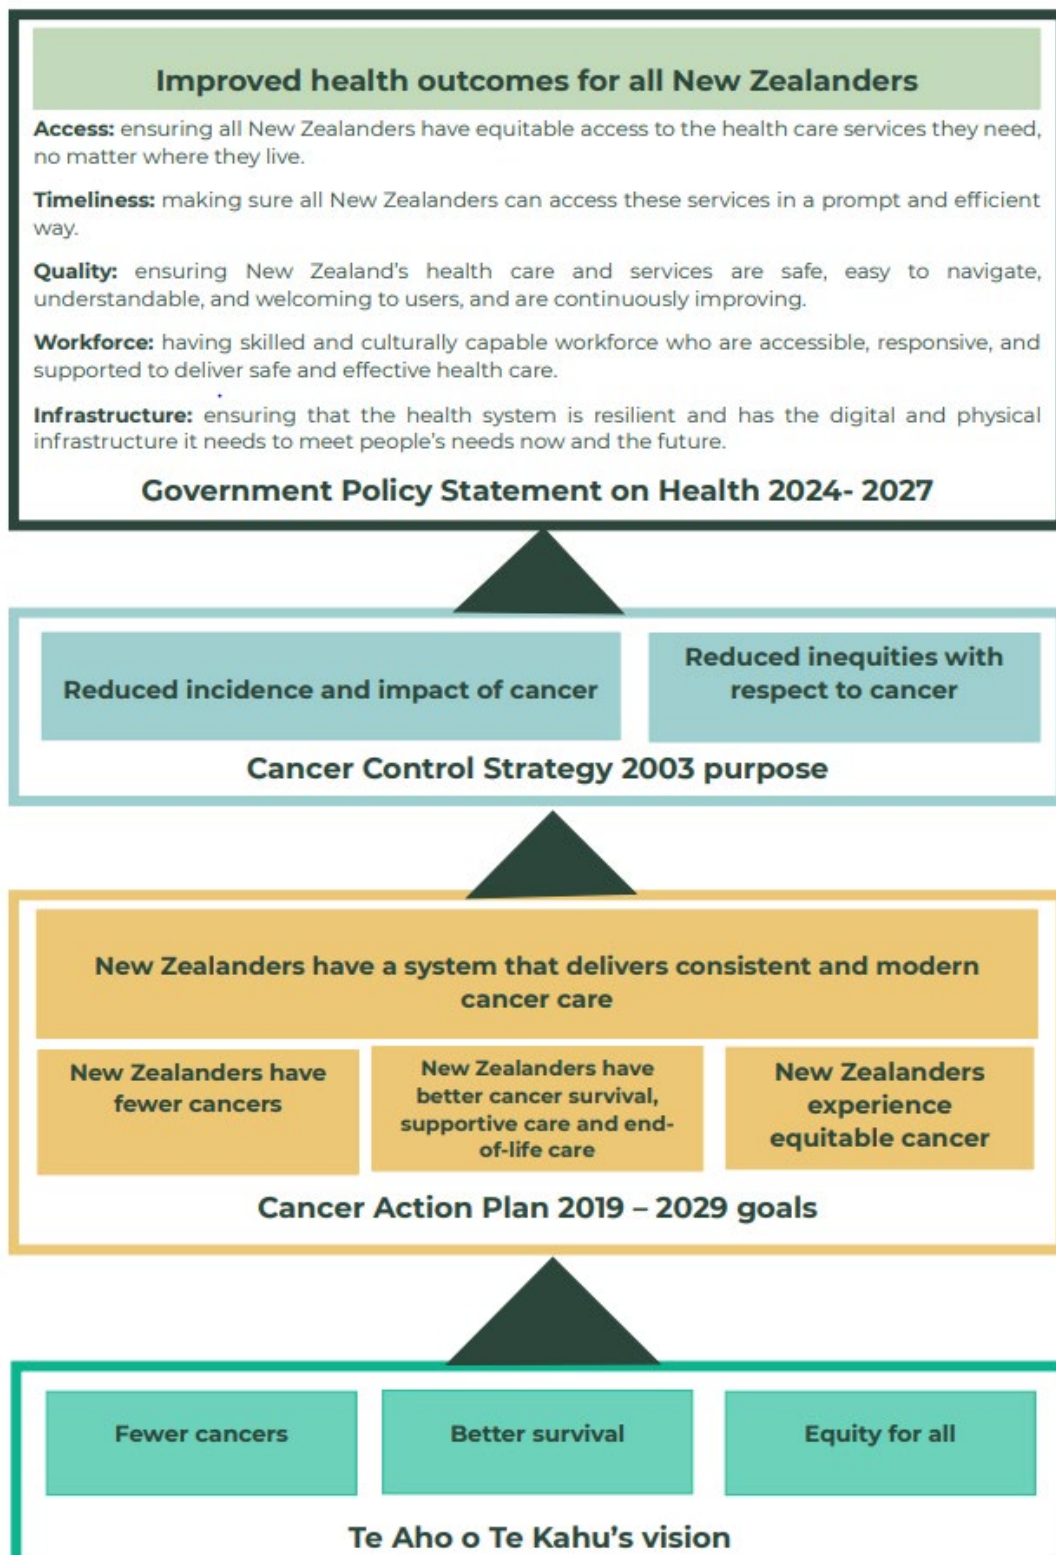 Improved health outcomes for all New Zealanders
Access: ensuring all New Zealanders have equitable access to the health care services they need,
no matter where they live.
Timeliness: making sure all New Zealanders can access these services in a prompt and efficient
way.
Quality: ensuring New Zealand's health care and services are safe, easy to navigate,
understandable, and welcoming to users, and are continuously improving.
Workforce: having skilled and culturally capable workforce who are accessible, responsive, and
supported to deliver safe and effective health care.
Infrastructure: ensuring that the health system is resilient and has the digital and physical
infrastructure it needs to meet people's needs now and the future.
Government Policy Statement on Health 2024- 2027
Reduced incidence and impact of cancer
Reduced inequities with
respect to cancer
Cancer Control Strategy 2003 purpose
New Zealanders have a system that delivers consistent and modern
cancer care
New Zealanders have
fewer cancers
New Zealanders have
better cancer survival,
supportive care and end-
of-life care
New Zealanders
experience
equitable cancer
Cancer Action Plan 2019 – 2029 goals
Fewer cancers
Better survival
Equity for all
Te Aho o Te Kahu's vision